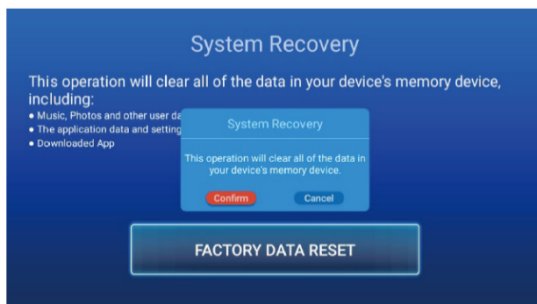 System Recovery
This operation will clear all of the data in your device's memory device,
including:
• Music, Photos and other user da
• The application data and setting
• Downloaded App
System Recovery
This operation will clear all of the data in
your device's memory device.
Confirm Cancel
FACTORY DATA RESET